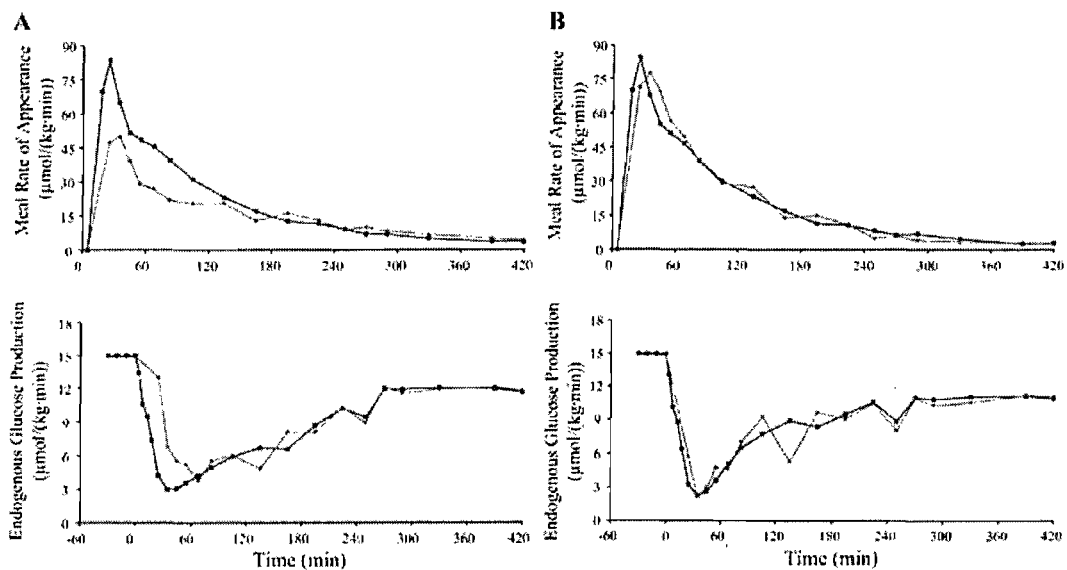 A
B
Meal Rate of Appearance
(μmol/(kg·min))
90
75
60
45
30
15
0
0 60 120 180 240 300 360 420
Meal Rate of Appearance
(μmol/(kg·min))
90
75
60
45
30
15
0
0 60 120 180 240 300 360 420
Endogenous Glucose Production
(μmol/(kg·min))
18
15
12
9
6
3
0
-60 0 60 120 180 240 300 360 420
Time (min)
Endogenous Glucose Production
(μmol/(kg·min))
18
15
12
9
6
3
0
-60 0 60 120 180 240 300 360 420
Time (min)